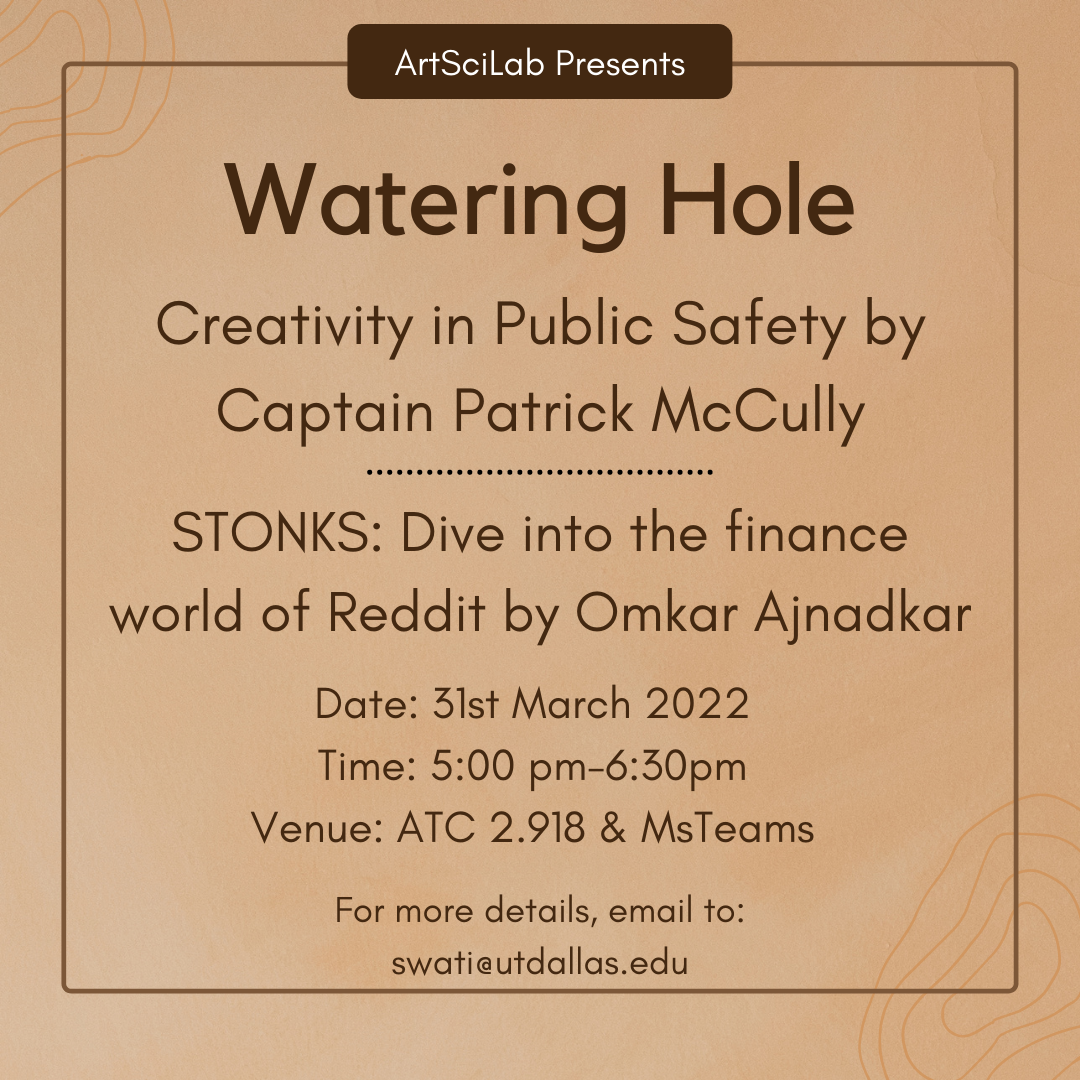 ArtSciLab Presents
Watering Hole
Creativity in Public Safety by
Captain Patrick McCully
STONKS: Dive into the finance
world of Reddit by Omkar Ajnadkar
Date: 31st March 2022
Time: 5:00 pm-6:30pm
Venue: ATC 2.918 & MsTeams
For more details, email to:
swati@utdallas.edu